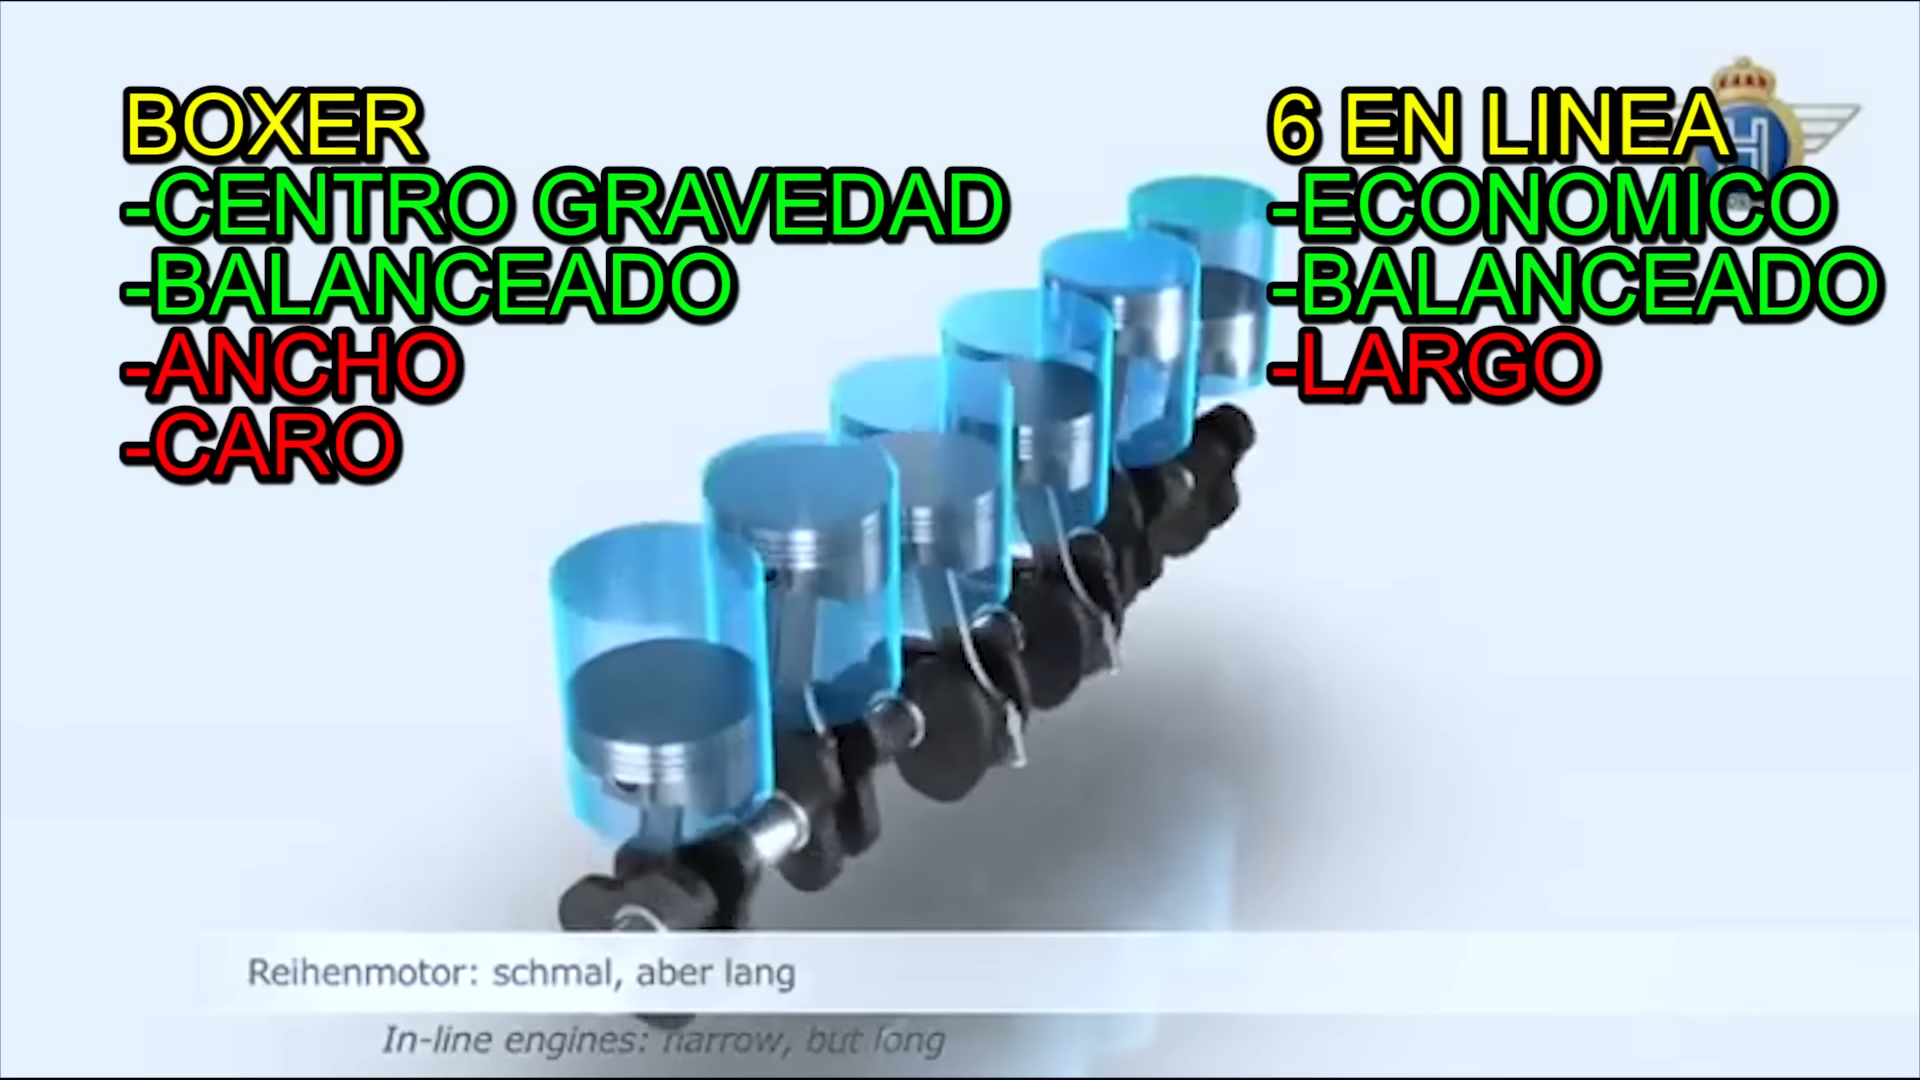 BOXER
-CENTRO GRAVEDAD
-BALANCEADO
-ANCHO
-CARO
6 EN LINEA
-ECONOMICO
-BALANCEADO
-LARGO
Reihenmotor: schmal, aber lang
In-line engines: narrow, but long